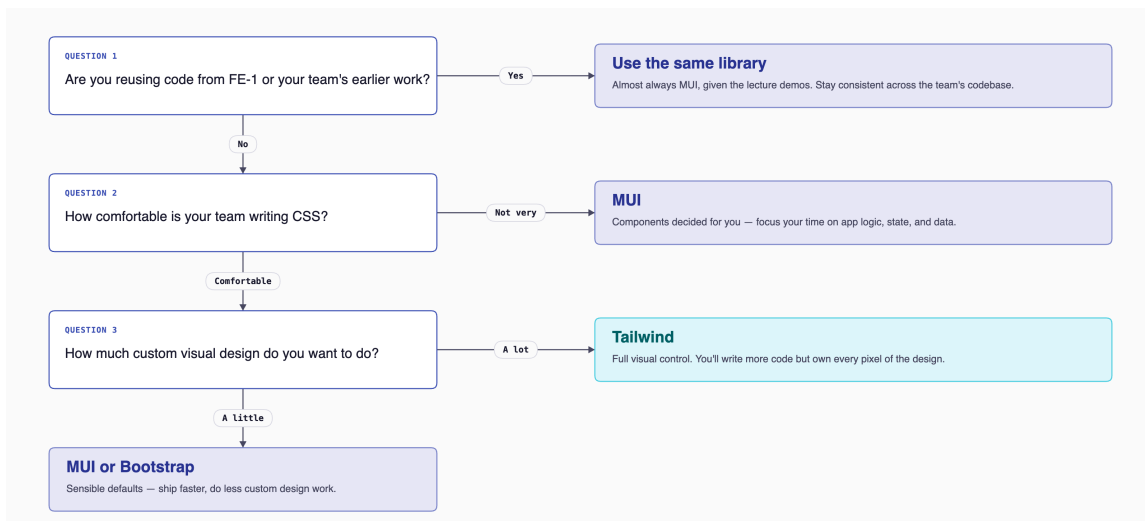 QUESTION 1
Are you reusing code from FE-1 or your team's earlier work?
Yes
Use the same library
Almost always MUI, given the lecture demos. Stay consistent across the team's codebase.
No
QUESTION 2
How comfortable is your team writing CSS?
Not very
MUI
Components decided for you — focus your time on app logic, state, and data.
Comfortable
QUESTION 3
How much custom visual design do you want to do?
A lot
Tailwind
Full visual control. You'll write more code but own every pixel of the design.
A little
MUI or Bootstrap
Sensible defaults — ship faster, do less custom design work.